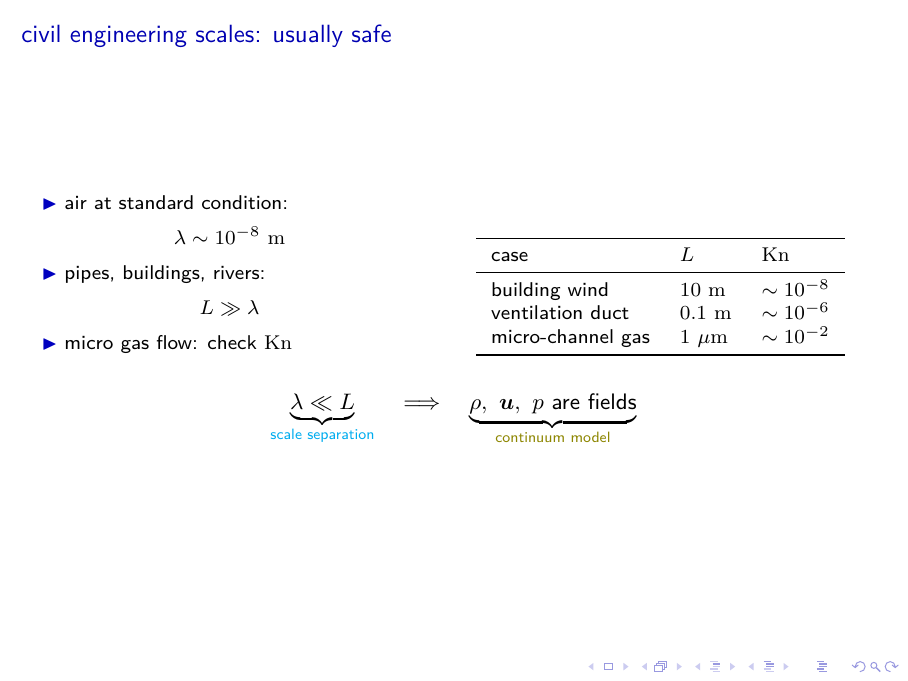 civil engineering scales: usually safe
▶ air at standard condition:
λ ∼ 10⁻⁸ m
▶ pipes, buildings, rivers:
L ≫ λ
▶ micro gas flow: check Kn
case L Kn
building wind 10 m ∼ 10⁻⁸
ventilation duct 0.1 m ∼ 10⁻⁶
micro-channel gas 1 μm ∼ 10⁻²
λ ≪ L ⟹ ρ, u, p are fields
scale separation continuum model